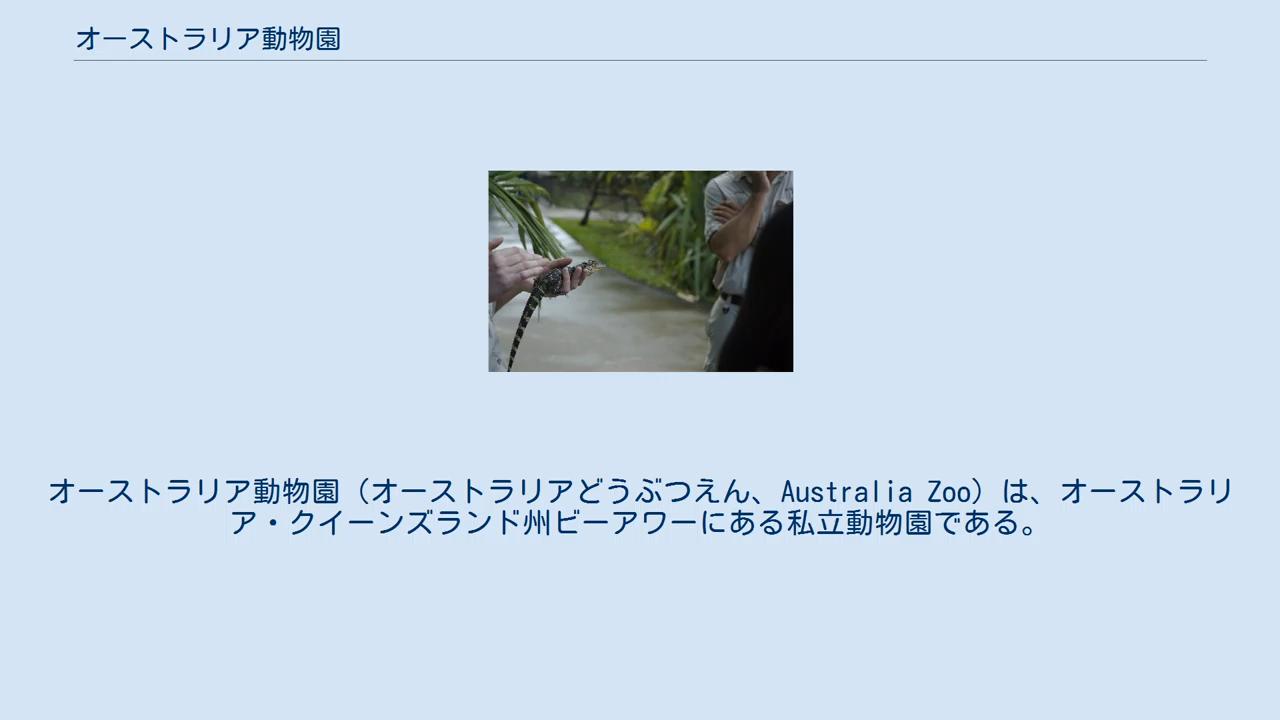 オーストラリア動物園
オーストラリア動物園（オーストラリアどうぶつえん、Australia Zoo）は、オーストラリ
ア・クイーンズランド州ビーアワーにある私立動物園である。